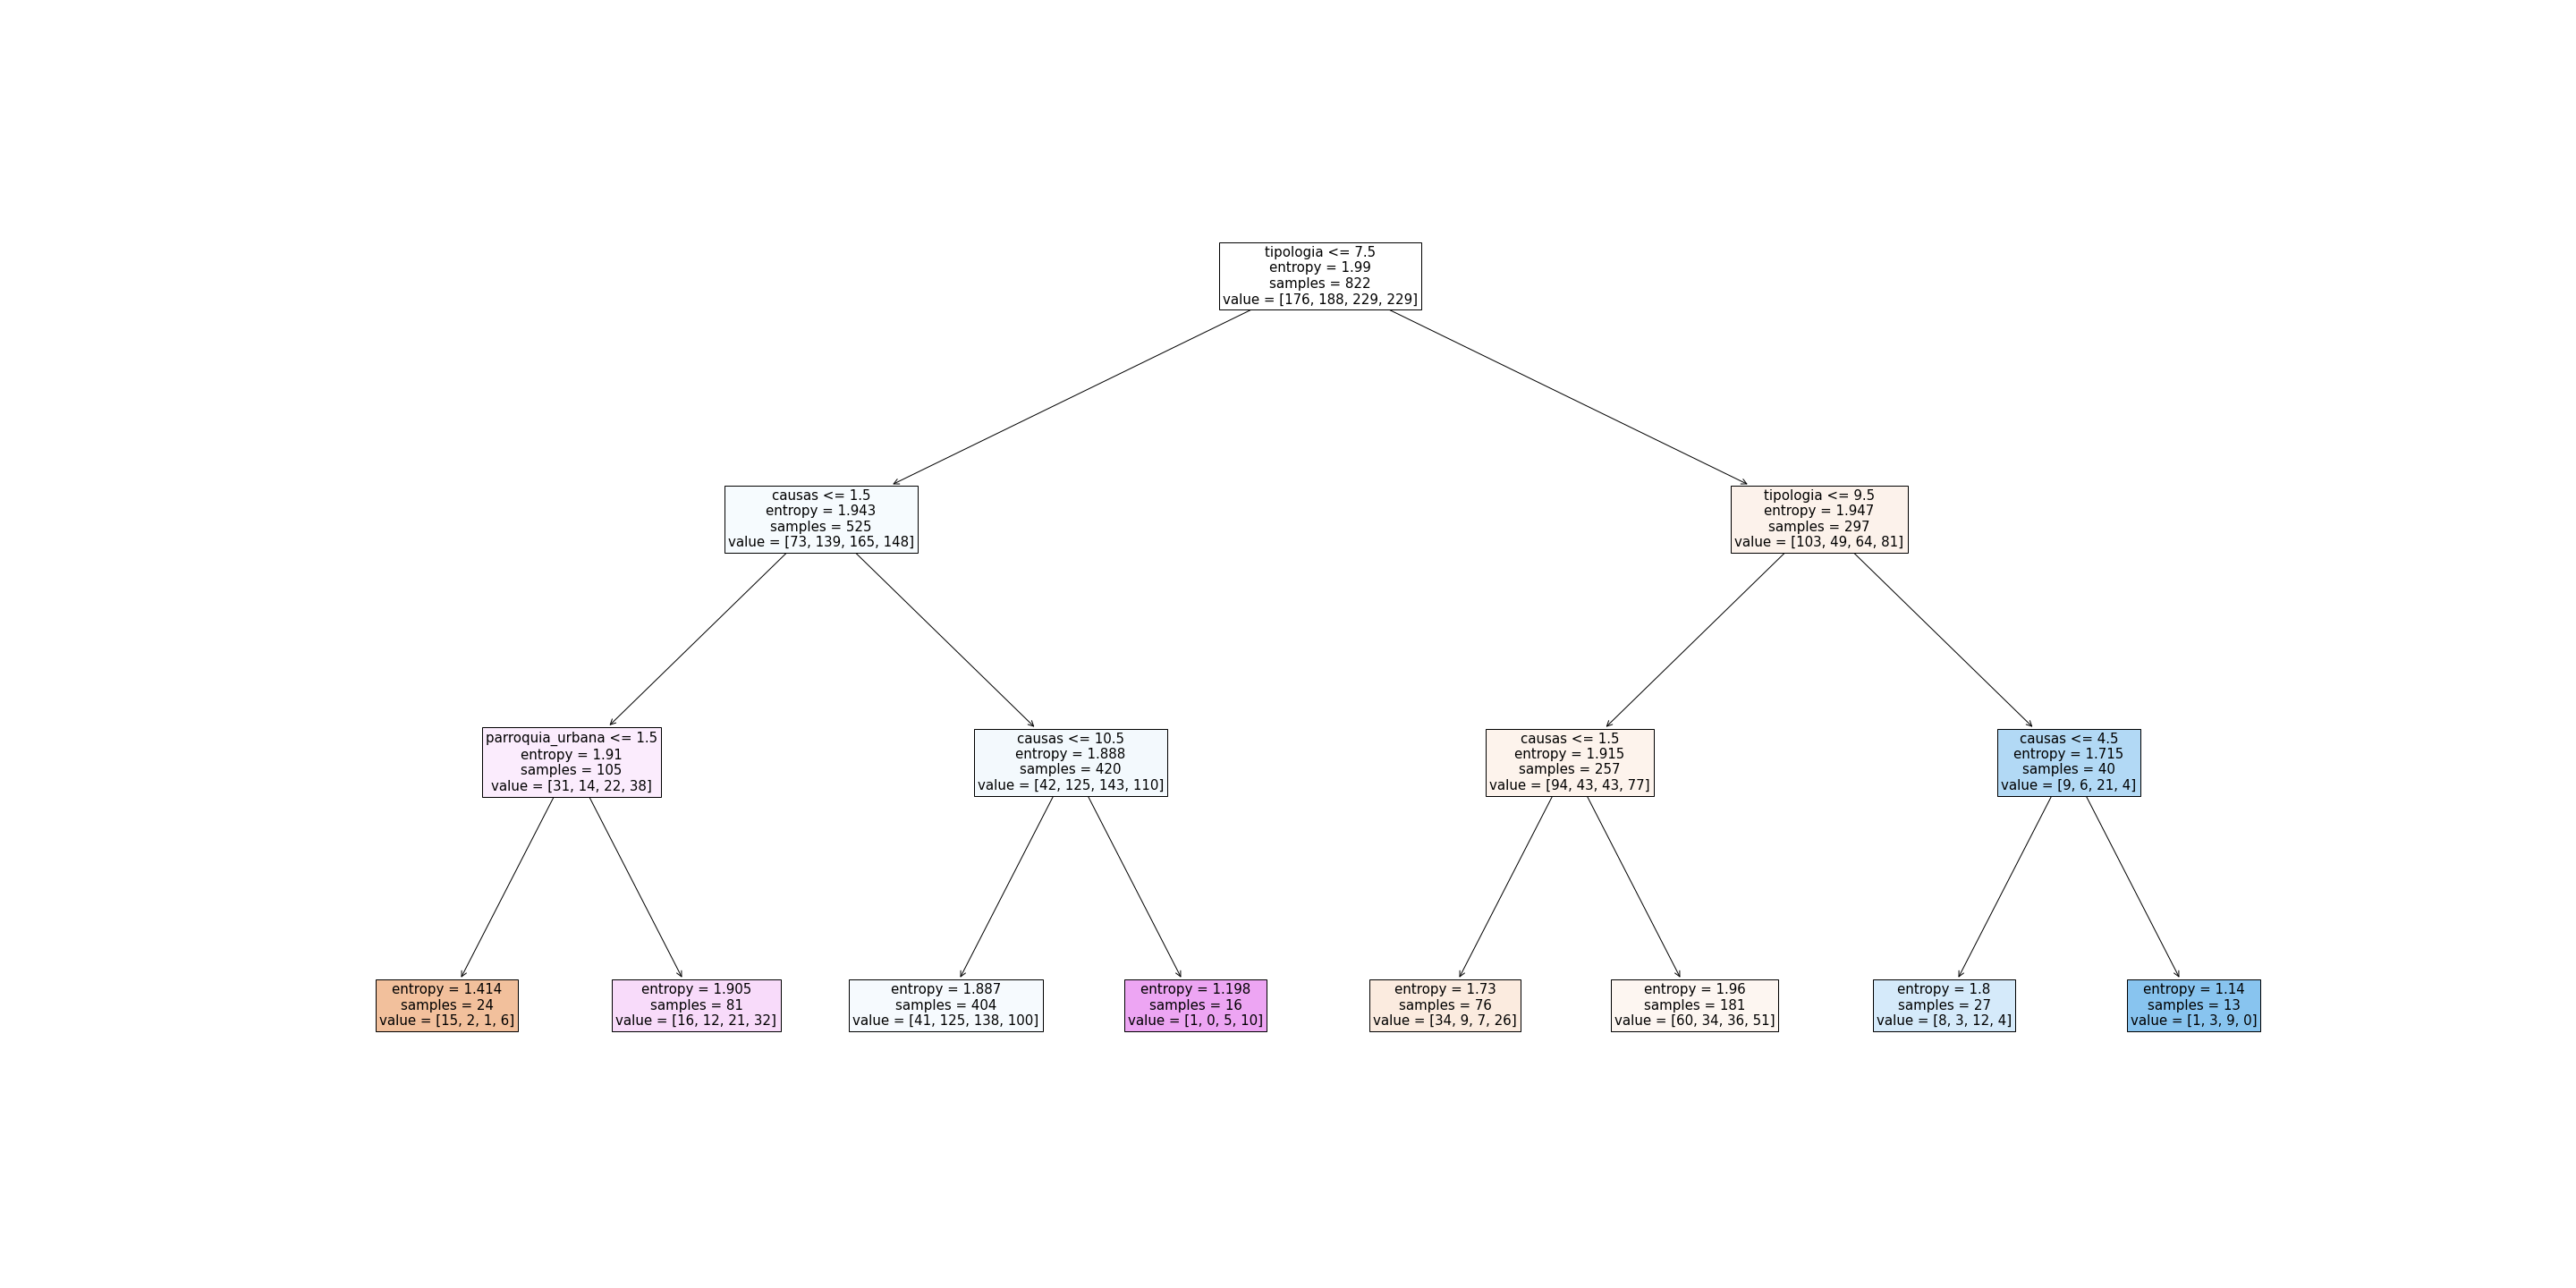 tipologia <= 7.5
entropy = 1.99
samples = 822
value = [176, 188, 229, 229]
causas <= 1.5
entropy = 1.943
samples = 525
value = [73, 139, 165, 148]
tipologia <= 9.5
entropy = 1.947
samples = 297
value = [103, 49, 64, 81]
parroquia_urbana <= 1.5
entropy = 1.91
samples = 105
value = [31, 14, 22, 38]
causas <= 10.5
entropy = 1.888
samples = 420
value = [42, 125, 143, 110]
causas <= 1.5
entropy = 1.915
samples = 257
value = [94, 43, 43, 77]
causas <= 4.5
entropy = 1.715
samples = 40
value = [9, 6, 21, 4]
entropy = 1.414
samples = 24
value = [15, 2, 1, 6]
entropy = 1.905
samples = 81
value = [16, 12, 21, 32]
entropy = 1.887
samples = 404
value = [41, 125, 138, 100]
entropy = 1.198
samples = 16
value = [1, 0, 5, 10]
entropy = 1.73
samples = 76
value = [34, 9, 7, 26]
entropy = 1.96
samples = 181
value = [60, 34, 36, 51]
entropy = 1.8
samples = 27
value = [8, 3, 12, 4]
entropy = 1.14
samples = 13
value = [1, 3, 9, 0]